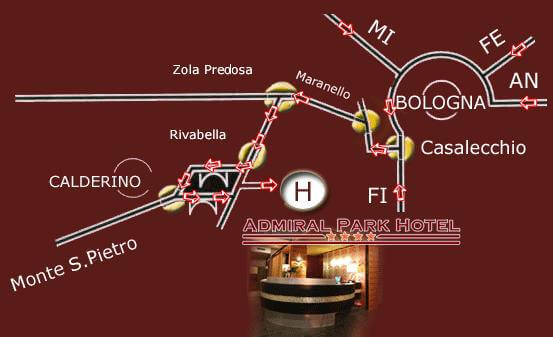 MI
FE
Zola Predosa
Maranello
AN
BOLOGNA
Rivabella
Casalecchio
CALDERINO
H
FI
ADMIRAL PARK HOTEL
Monte S.Pietro